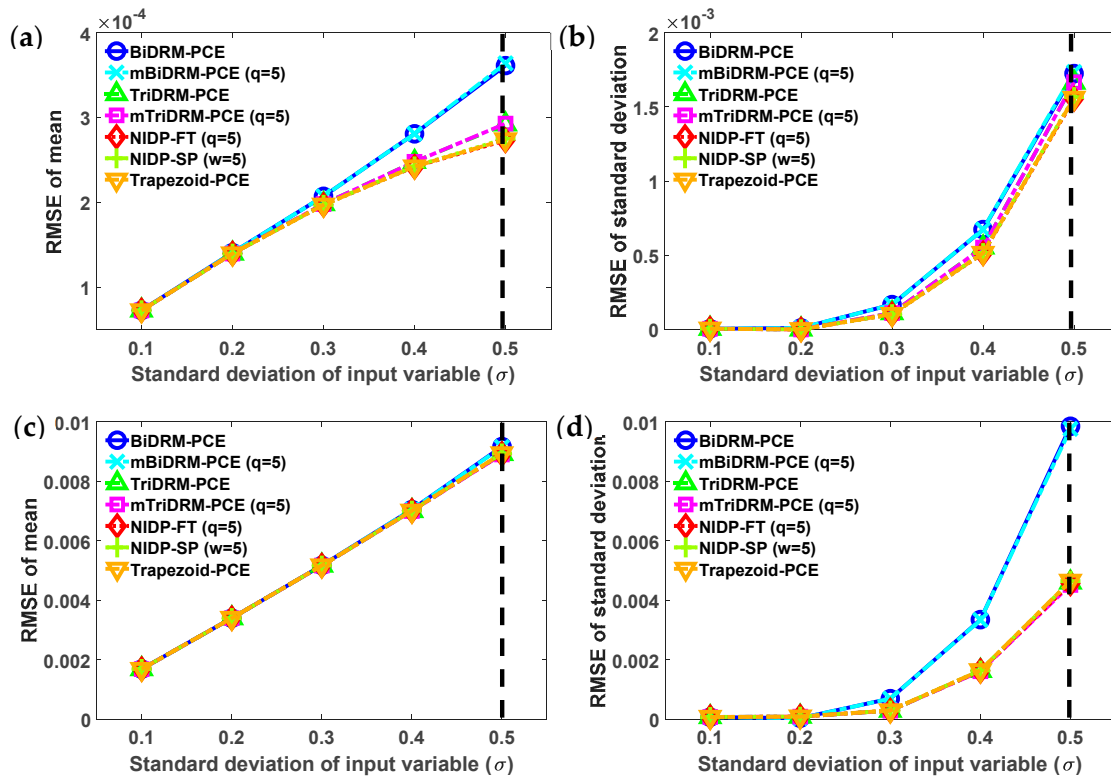 (a)
×10⁻⁴
4
3
2
1
RMSE of mean
BiDRM-PCE
mBiDRM-PCE (q=5)
TriDRM-PCE
mTriDRM-PCE (q=5)
NIDP-FT (q=5)
NIDP-SP (w=5)
Trapezoid-PCE
0.1 0.2 0.3 0.4 0.5
Standard deviation of input variable (σ)
(b)
×10⁻³
2
1.5
1
0.5
0
RMSE of standard deviation
BiDRM-PCE
mBiDRM-PCE (q=5)
TriDRM-PCE
mTriDRM-PCE (q=5)
NIDP-FT (q=5)
NIDP-SP (w=5)
Trapezoid-PCE
0.1 0.2 0.3 0.4 0.5
Standard deviation of input variable (σ)
(c)
0.01
0.008
0.006
0.004
0.002
0
RMSE of mean
BiDRM-PCE
mBiDRM-PCE (q=5)
TriDRM-PCE
mTriDRM-PCE (q=5)
NIDP-FT (q=5)
NIDP-SP (w=5)
Trapezoid-PCE
0.1 0.2 0.3 0.4 0.5
Standard deviation of input variable (σ)
(d)
0.01
0.008
0.006
0.004
0.002
0
RMSE of standard deviation
BiDRM-PCE
mBiDRM-PCE (q=5)
TriDRM-PCE
mTriDRM-PCE (q=5)
NIDP-FT (q=5)
NIDP-SP (w=5)
Trapezoid-PCE
0.1 0.2 0.3 0.4 0.5
Standard deviation of input variable (σ)